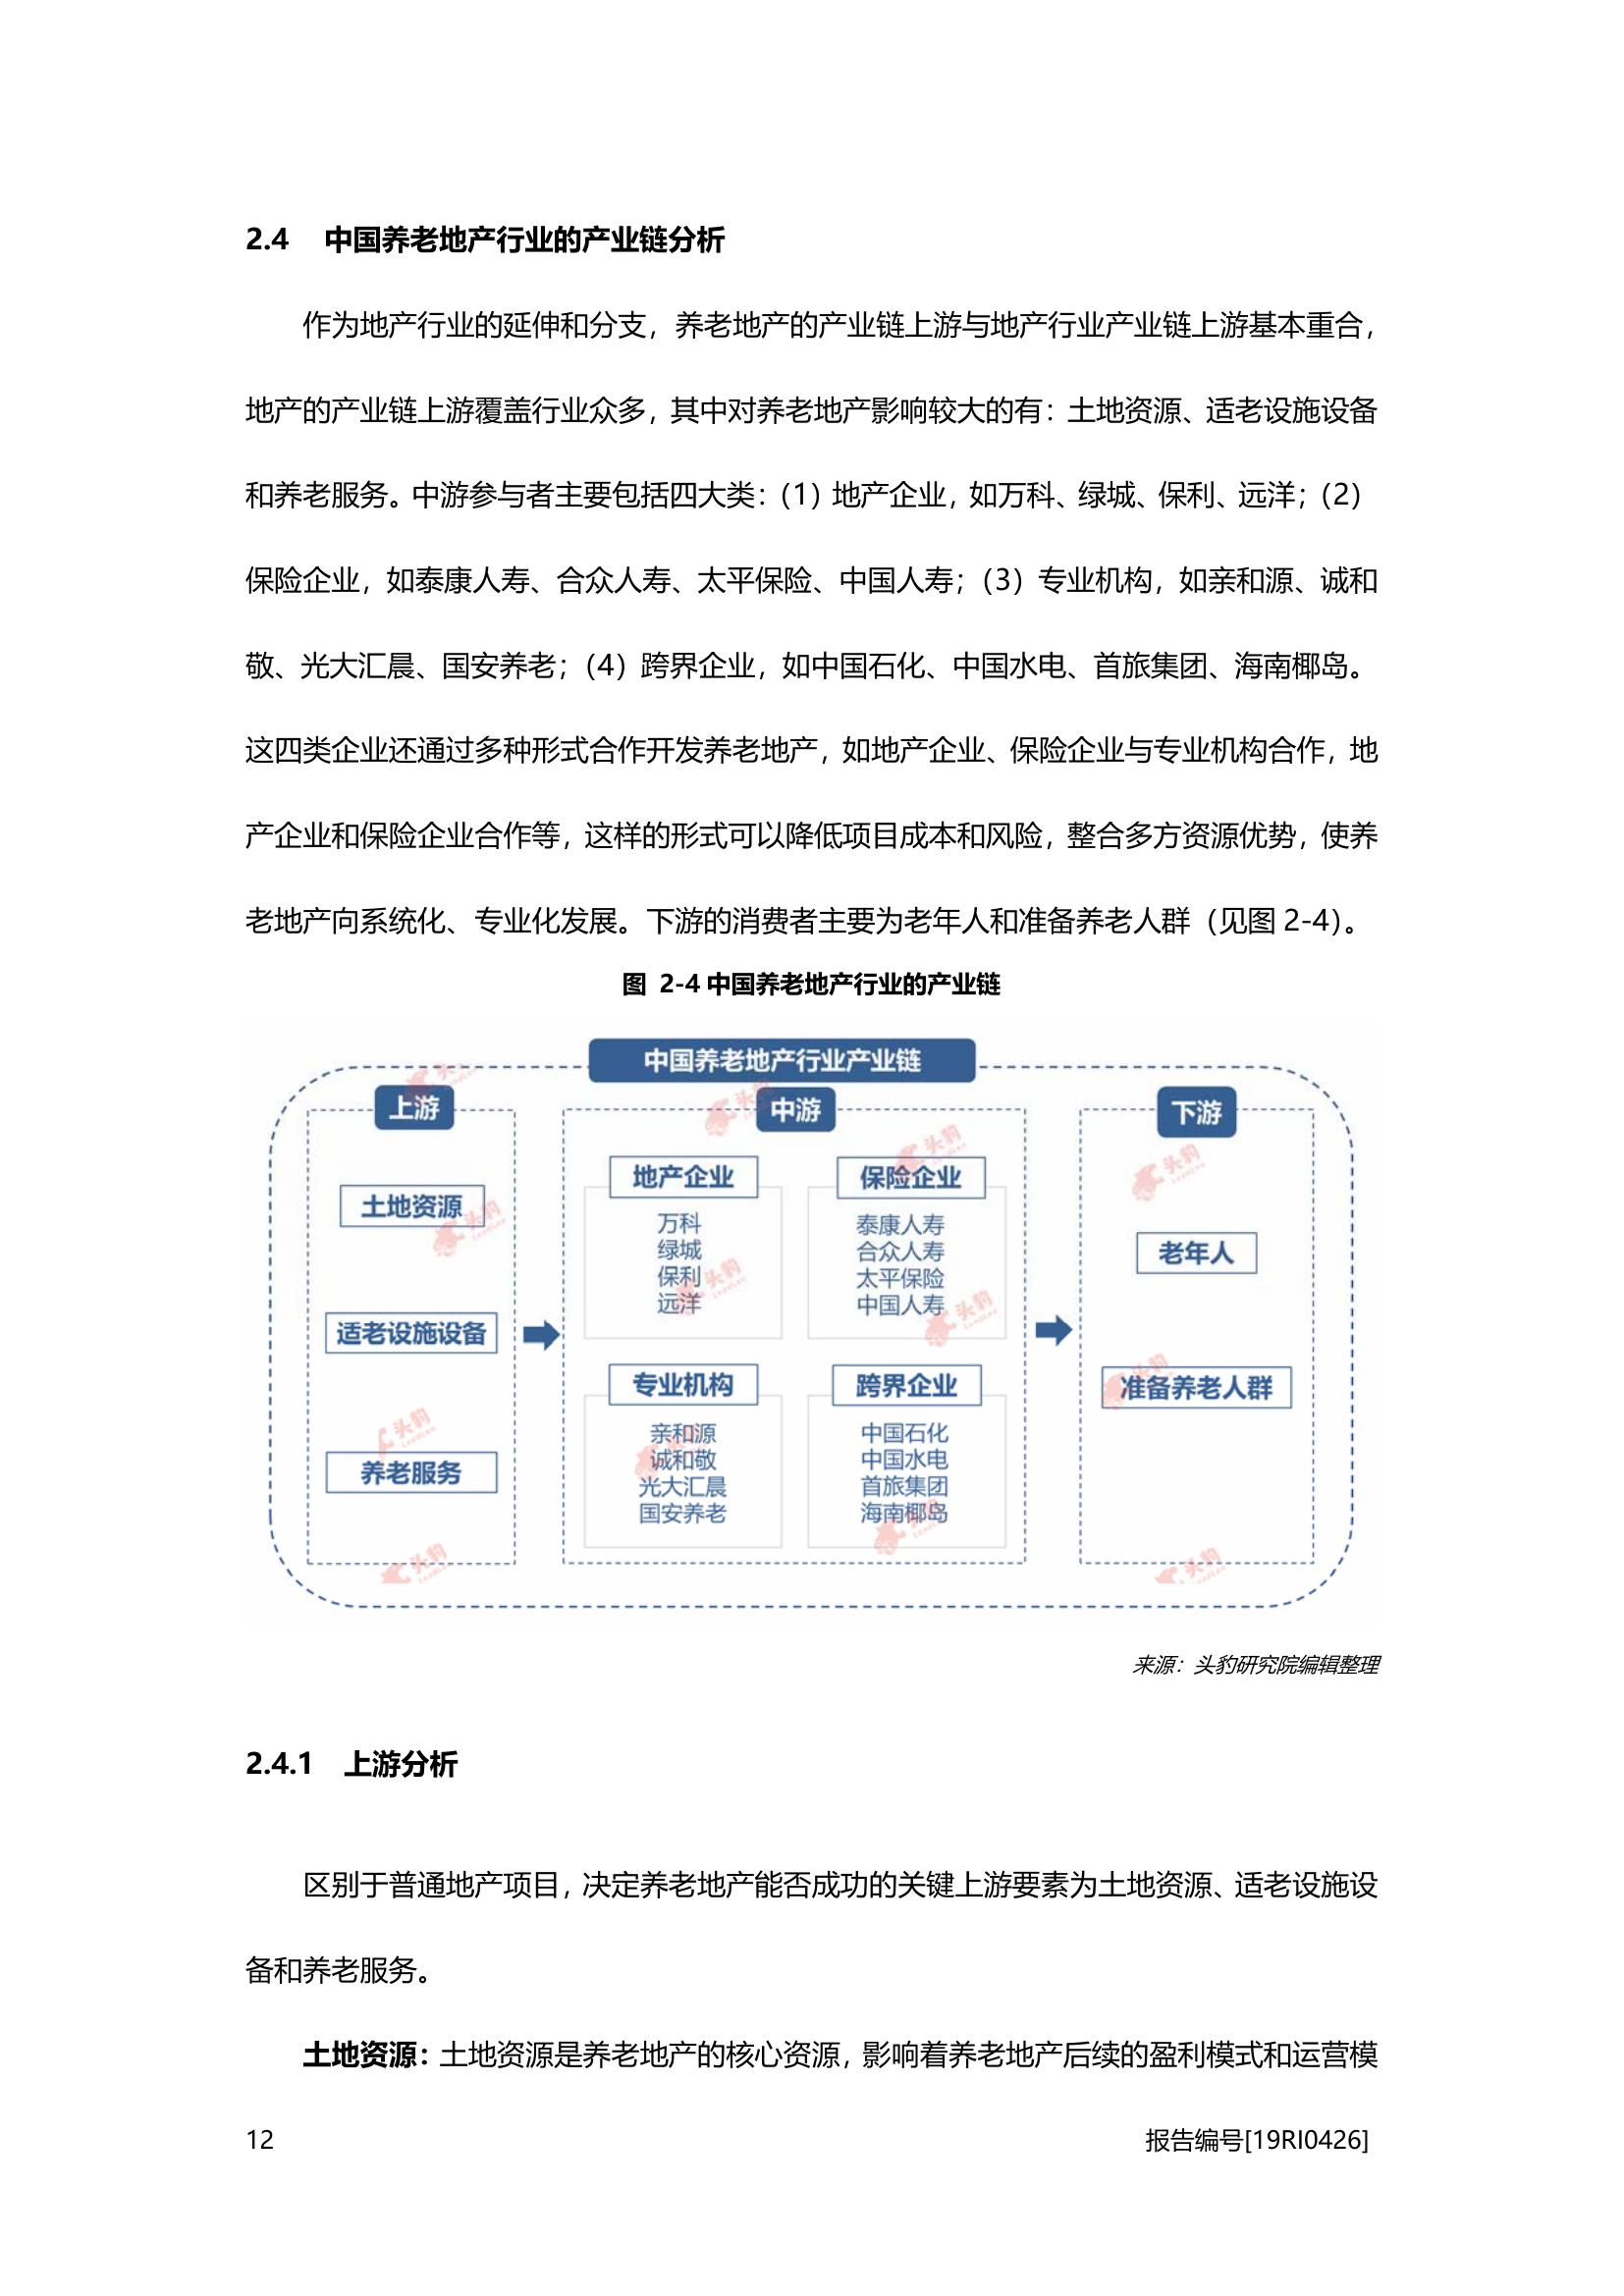 2.4 中国养老地产行业的产业链分析
作为地产行业的延伸和分支，养老地产的产业链上游与地产行业产业链上游基本重合，
地产的产业链上游覆盖行业众多，其中对养老地产影响较大的有：土地资源、适老设施设备
和养老服务。中游参与者主要包括四大类：（1）地产企业，如万科、绿城、保利、远洋；（2）
保险企业，如泰康人寿、合众人寿、太平保险、中国人寿；（3）专业机构，如亲和源、诚和
敬、光大汇晨、国安养老；（4）跨界企业，如中国石化、中国水电、首旅集团、海南椰岛。
这四类企业还通过多种形式合作开发养老地产，如地产企业、保险企业与专业机构合作，地
产企业和保险企业合作等，这样的形式可以降低项目成本和风险，整合多方资源优势，使养
老地产向系统化、专业化发展。下游的消费者主要为老年人和准备养老人群（见图 2-4）。
图 2-4 中国养老地产行业的产业链
中国养老地产行业产业链
上游
土地资源
适老设施设备
养老服务
中游
地产企业
万科
绿城
保利
远洋
保险企业
泰康人寿
合众人寿
太平保险
中国人寿
专业机构
亲和源
诚和敬
光大汇晨
国安养老
跨界企业
中国石化
中国水电
首旅集团
海南椰岛
下游
老年人
准备养老人群
来源：头豹研究院编辑整理
2.4.1 上游分析
区别于普通地产项目，决定养老地产能否成功的关键上游要素为土地资源、适老设施设
备和养老服务。
土地资源：土地资源是养老地产的核心资源，影响着养老地产后续的盈利模式和运营模
12
报告编号[19RI0426]